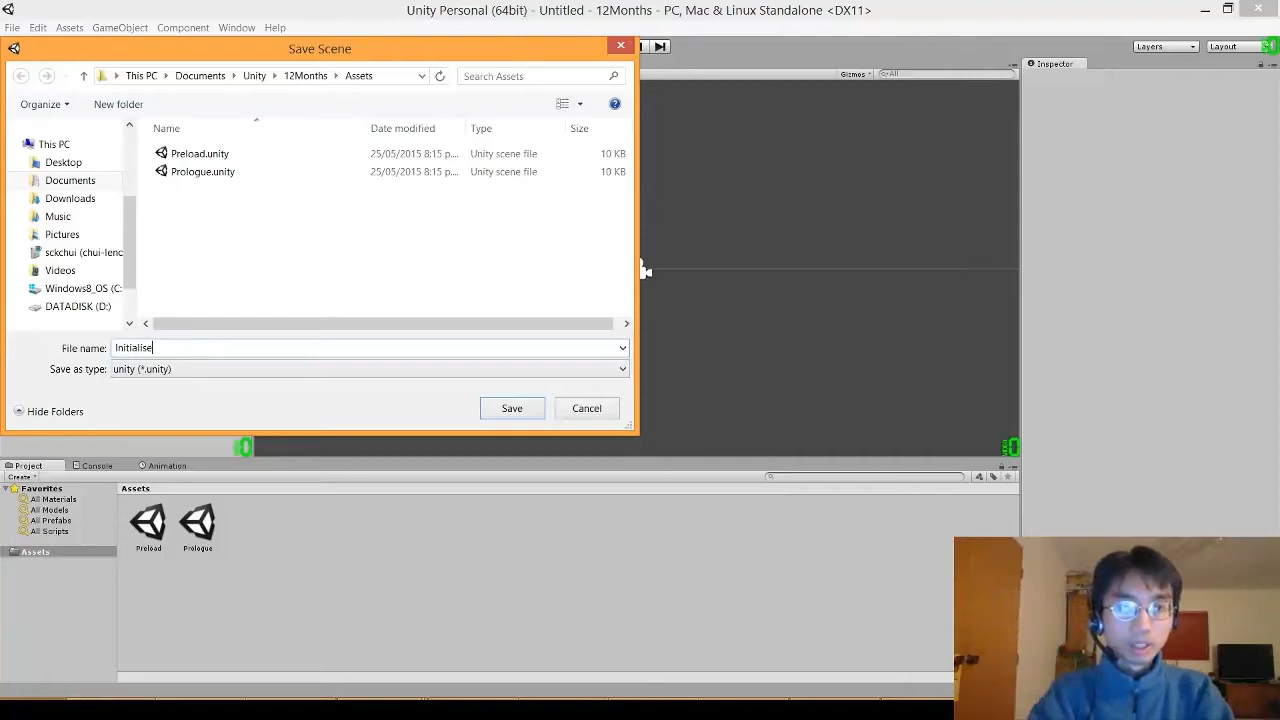 Unity Personal (64bit) - Untitled - 12Months - PC, Mac & Linux Standalone <DX11>
File Edit Assets GameObject Component Window Help
Save Scene
Layers Layout
This PC Documents Unity 12Months Assets Search Assets
Inspector
Gizmos All
Organize New folder
Name Date modified Type Size
This PC
Desktop
Documents
Downloads
Music
Pictures
sckchui (chui-lenc
Videos
Windows8_OS (C:
DATADISK (D:)
Preload.unity 25/05/2015 8:15 p.... Unity scene file 10 KB
Prologue.unity 25/05/2015 8:15 p.... Unity scene file 10 KB
File name: Initialise
Save as type: unity (*.unity)
Hide Folders Save Cancel
Project Console Animation
Create
Favorites
All Materials
All Models
All Prefabs
All Scripts
Assets
Assets
Preload Prologue